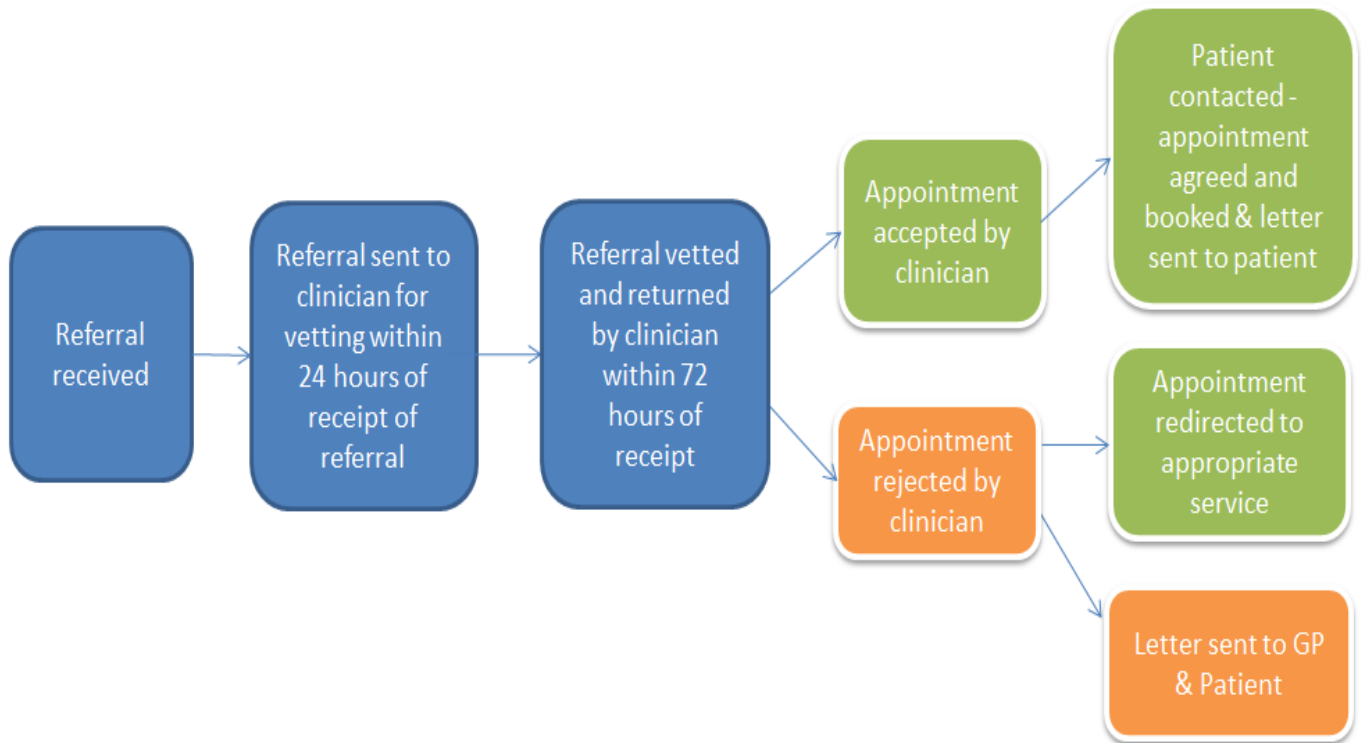 Referral
received
Referral sent to
clinician for
vetting within
24 hours of
receipt of
referral
Referral vetted
and returned
by clinician
within 72
hours of
receipt
Appointment
accepted by
clinician
Patient
contacted -
appointment
agreed and
booked & letter
sent to patient
Appointment
rejected by
clinician
Appointment
redirected to
appropriate
service
Letter sent to GP
& Patient